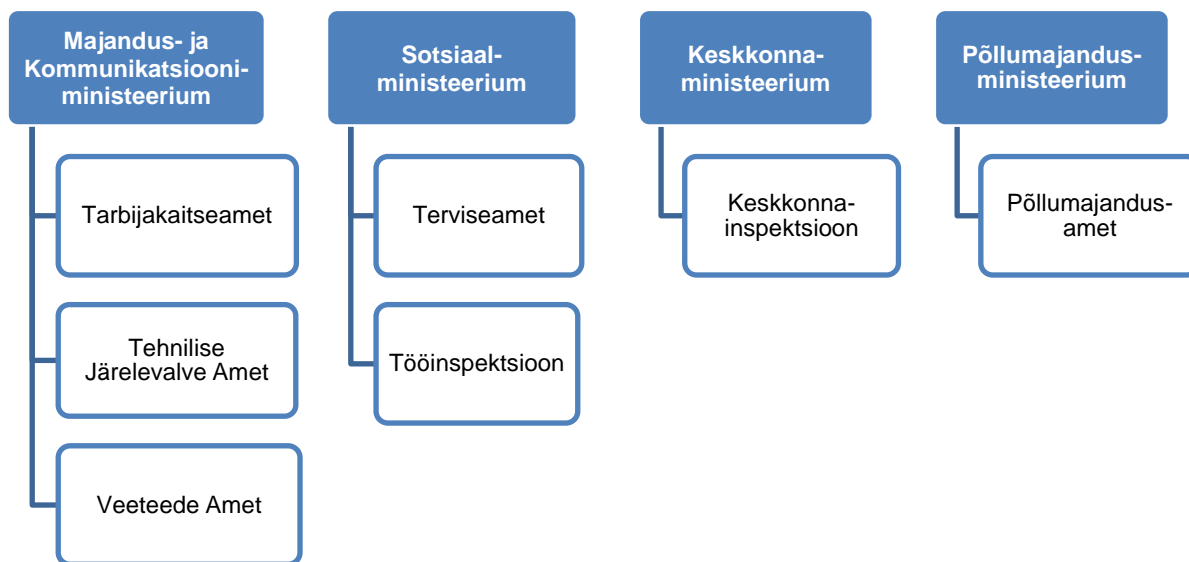 Majandus- ja
Kommunikatsiooni-
ministeerium
Tarbijakaitseamet
Tehnilise
Järelevalve Amet
Veeteede Amet
Sotsiaal-
ministeerium
Terviseamet
Tööinspektsioon
Keskkonna-
ministeerium
Keskkonna-
inspektsioon
Põllumajandus-
ministeerium
Põllumajandus-
amet